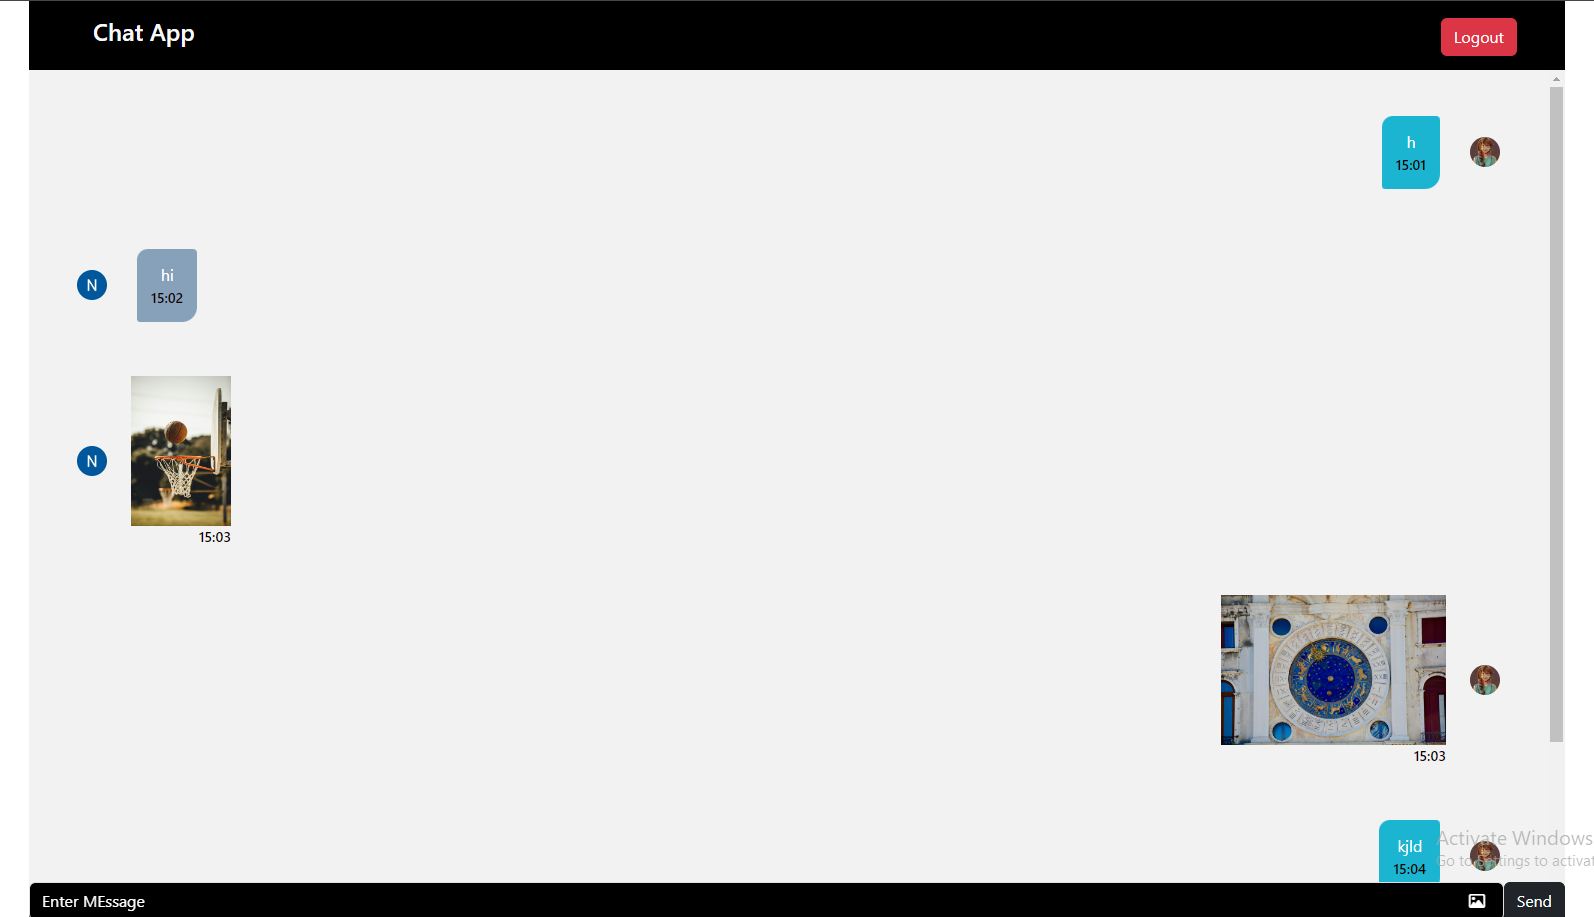 Chat App
Logout
h
15:01
N
hi
15:02
N
15:03
15:03
kjld
15:04
Activate Windows
Go to Settings to activat
Enter MEssage
Send